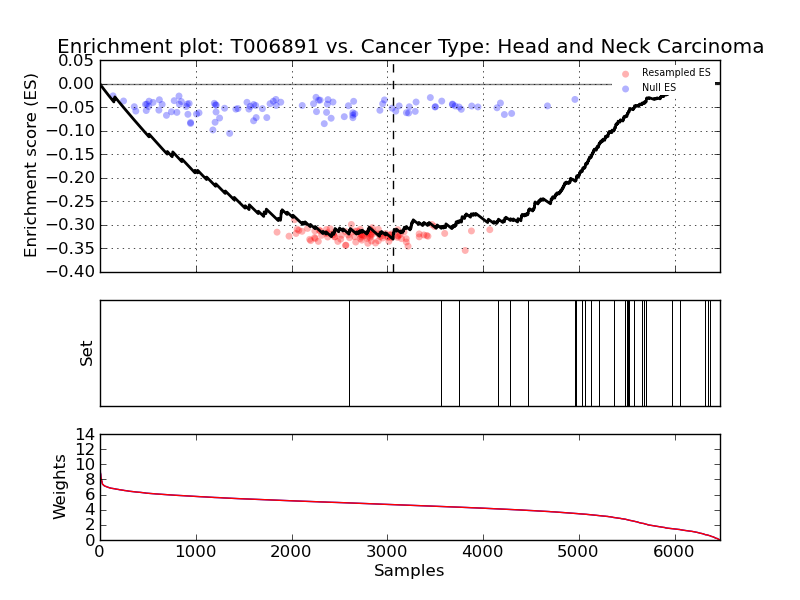 Enrichment plot: T006891 vs. Cancer Type: Head and Neck Carcinoma
Enrichment score (ES)
0.05
0.00
−0.05
−0.10
−0.15
−0.20
−0.25
−0.30
−0.35
−0.40
Resampled ES
Null ES
Set
Weights
14
12
10
8
6
4
2
0
0 1000 2000 3000 4000 5000 6000
Samples